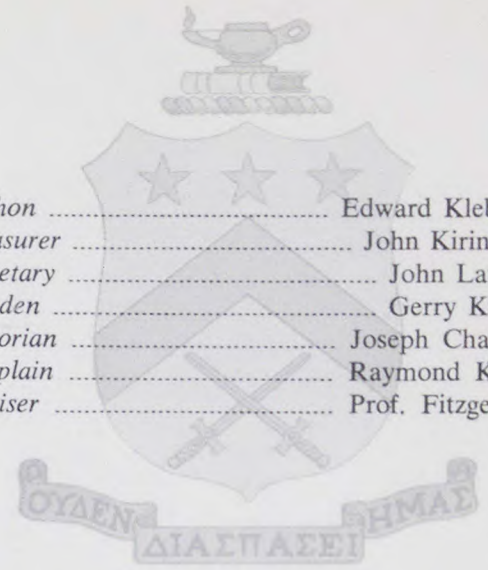 hon .............................. Edward Kleb
surer ............................... John Kirin
etary .................................. John La
den .................................... Gerry K
orian ............................ Joseph Cha
plain ............................ Raymond K
iser .............................. Prof. Fitzge
ΟΥΔΕΝ ΔΙΑΣΠΑΣΕΙ ΗΜΑΣ